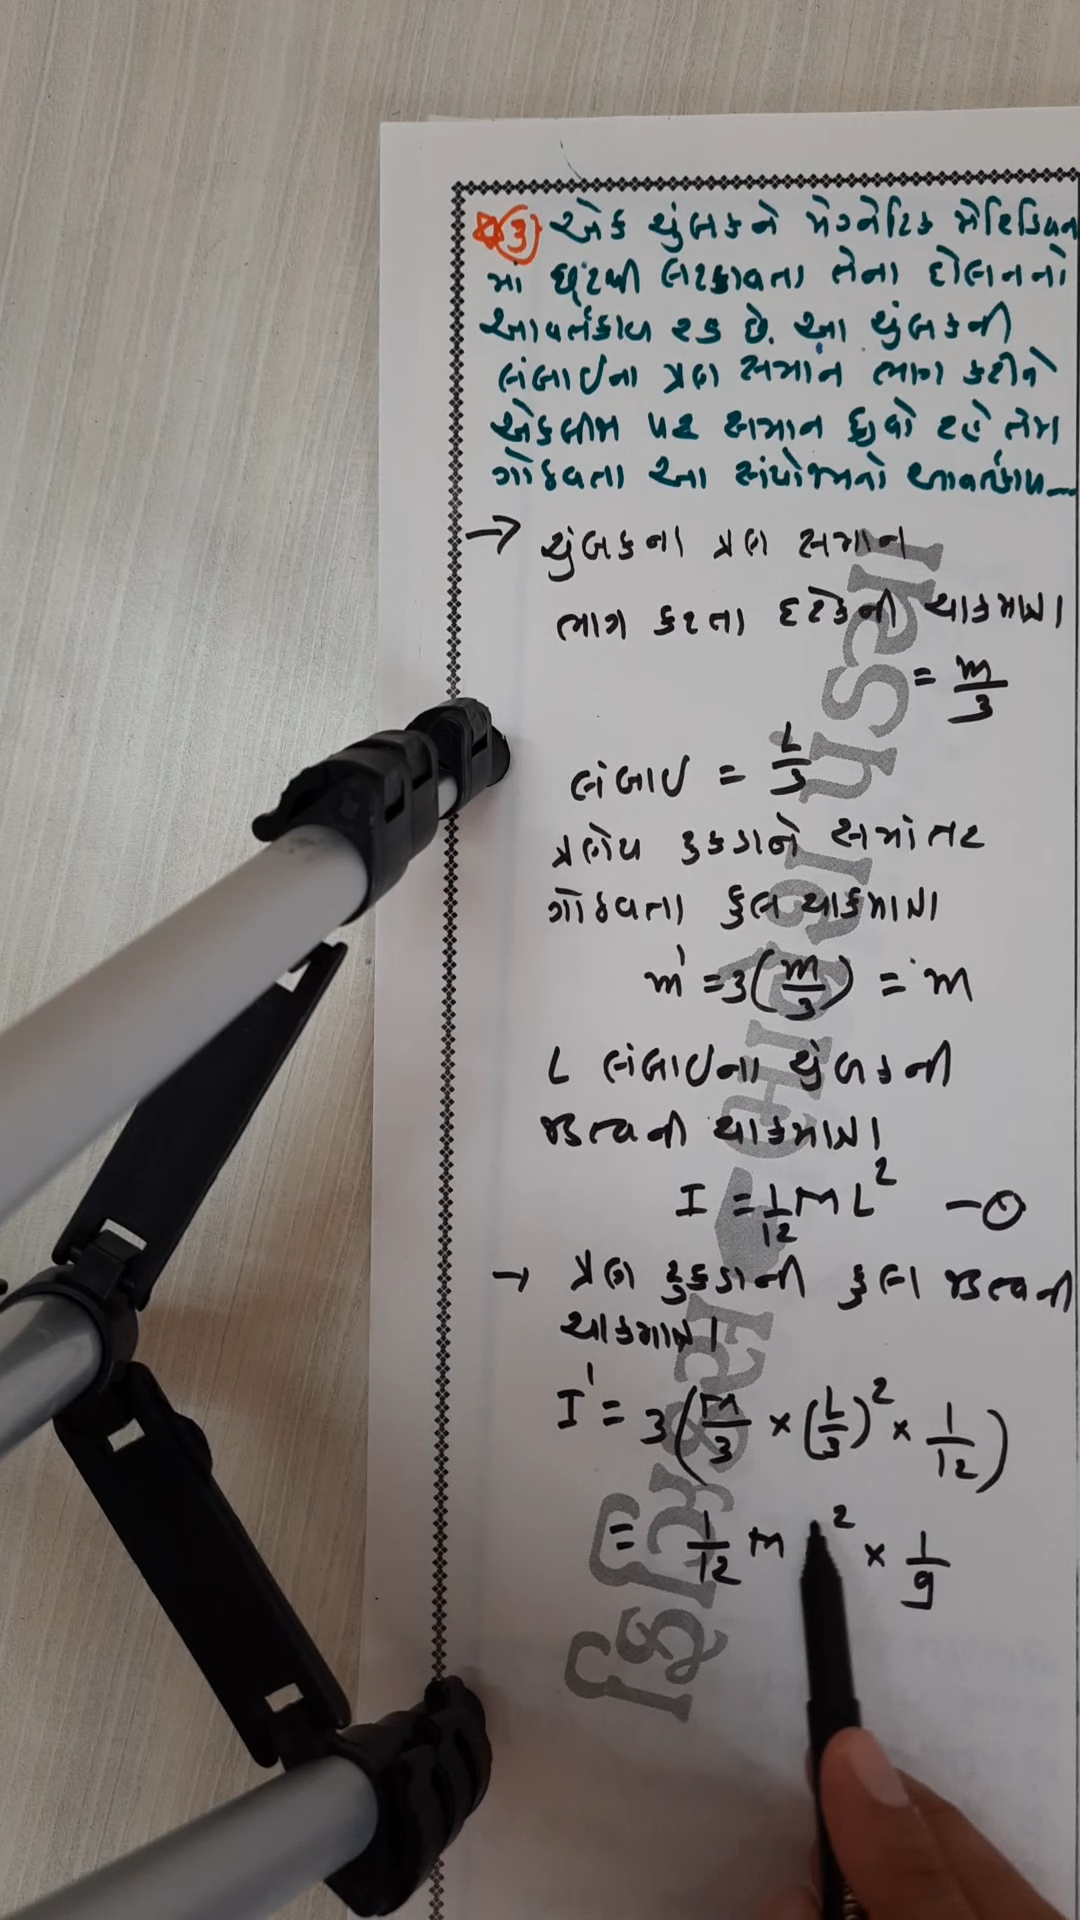 (3) એક ચુંબકને મેગ્નેટિક મેરિડિયન
માં છૂટથી લટકાવતા તેના દોલનનો
આવર્તકાળ 2s છે. આ ચુંબકની
લંબાઈના ત્રણ સમાન ભાગ કરીને
એકબીજા પર સમાન ધ્રુવો રહે તેમ
ગોઠવતા આ સંયોજનનો આવર્તકાળ__
→ ચુંબકના ત્રણ સમાન
ભાગ કરતા દરેકની ચાકમાત્રા
= m/3
લંબાઈ = L/3
ત્રણેય ટુકડાને સમાંતર
ગોઠવતા કુલ ચાકમાત્રા
m' = 3(m/3) = m
L લંબાઈના ચુંબકની
જડત્વની ચાકમાત્રા
I = 1/12 m L² —①
→ ત્રણ ટુકડાની કુલ જડત્વની
ચાકમાત્રા
I' = 3(m/3 × (L/3)² × 1/12)
= 1/12 m ² × 1/9